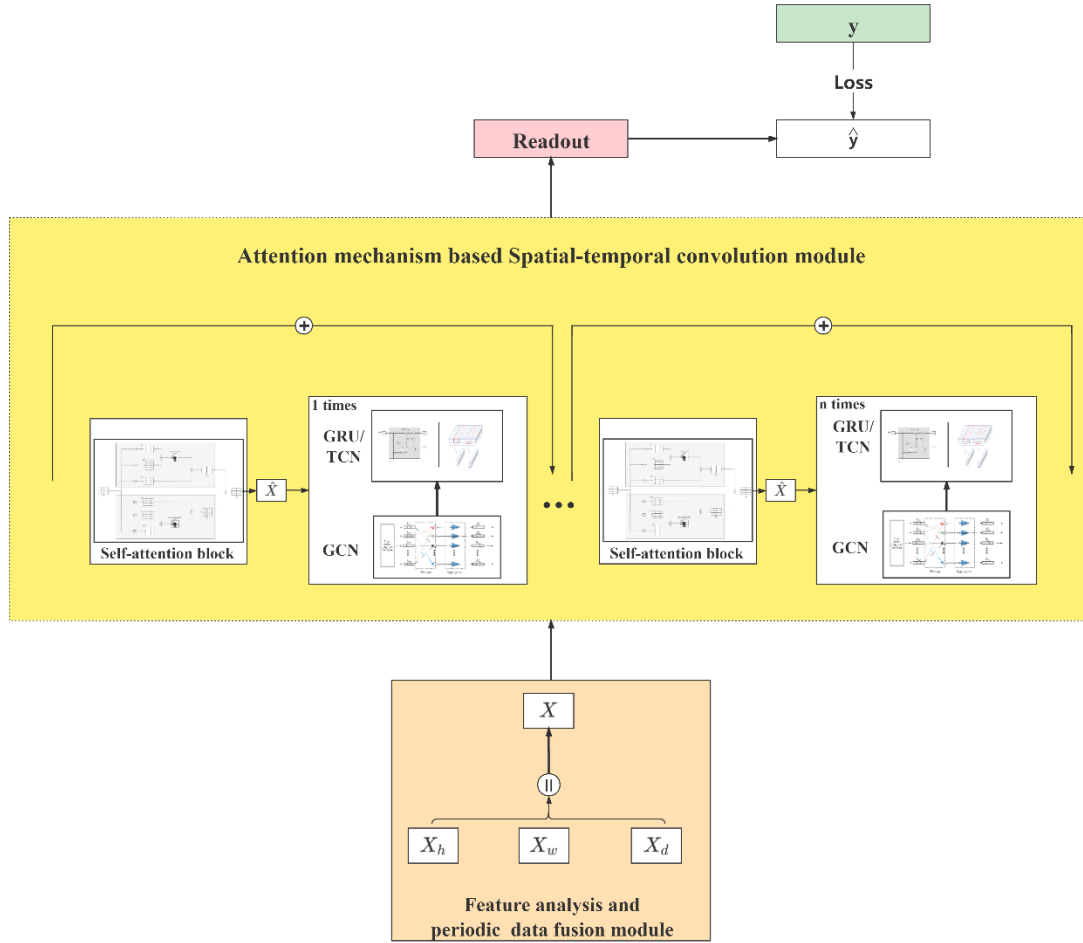 y
Loss
Readout
ŷ
Attention mechanism based Spatial-temporal convolution module
1 times
GRU/
TCN
GCN
X̂
Self-attention block
...
n times
GRU/
TCN
GCN
X̂
Self-attention block
X
||
X_h
X_w
X_d
Feature analysis and
periodic data fusion module